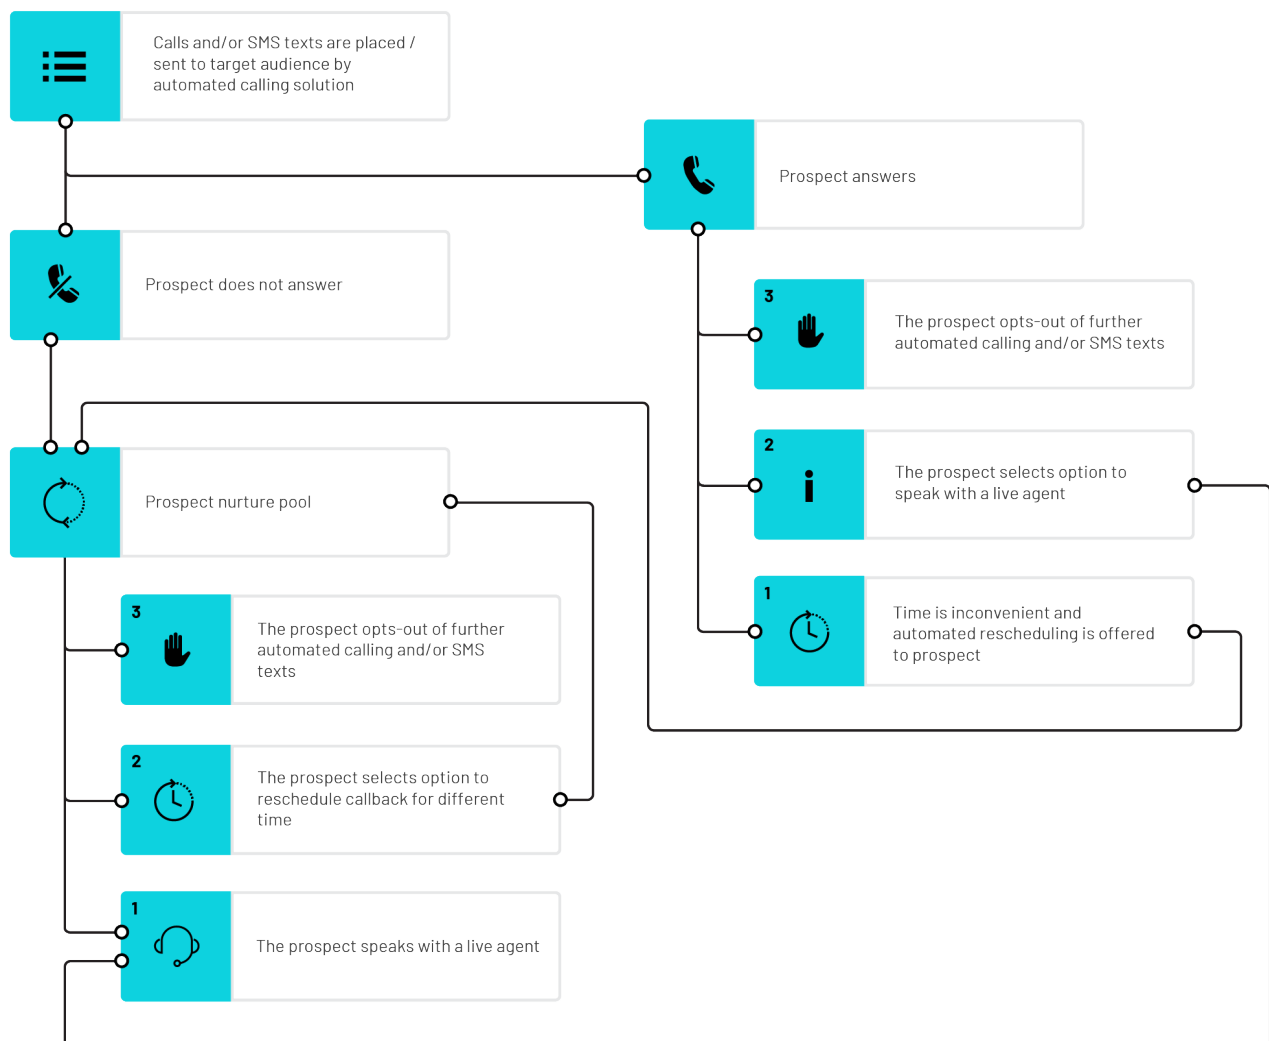 Calls and/or SMS texts are placed /
sent to target audience by
automated calling solution
Prospect answers
Prospect does not answer
3
The prospect opts-out of further
automated calling and/or SMS texts
2
The prospect selects option to
speak with a live agent
Prospect nurture pool
1
Time is inconvenient and
automated rescheduling is offered
to prospect
3
The prospect opts-out of further
automated calling and/or SMS
texts
2
The prospect selects option to
reschedule callback for different
time
1
The prospect speaks with a live agent